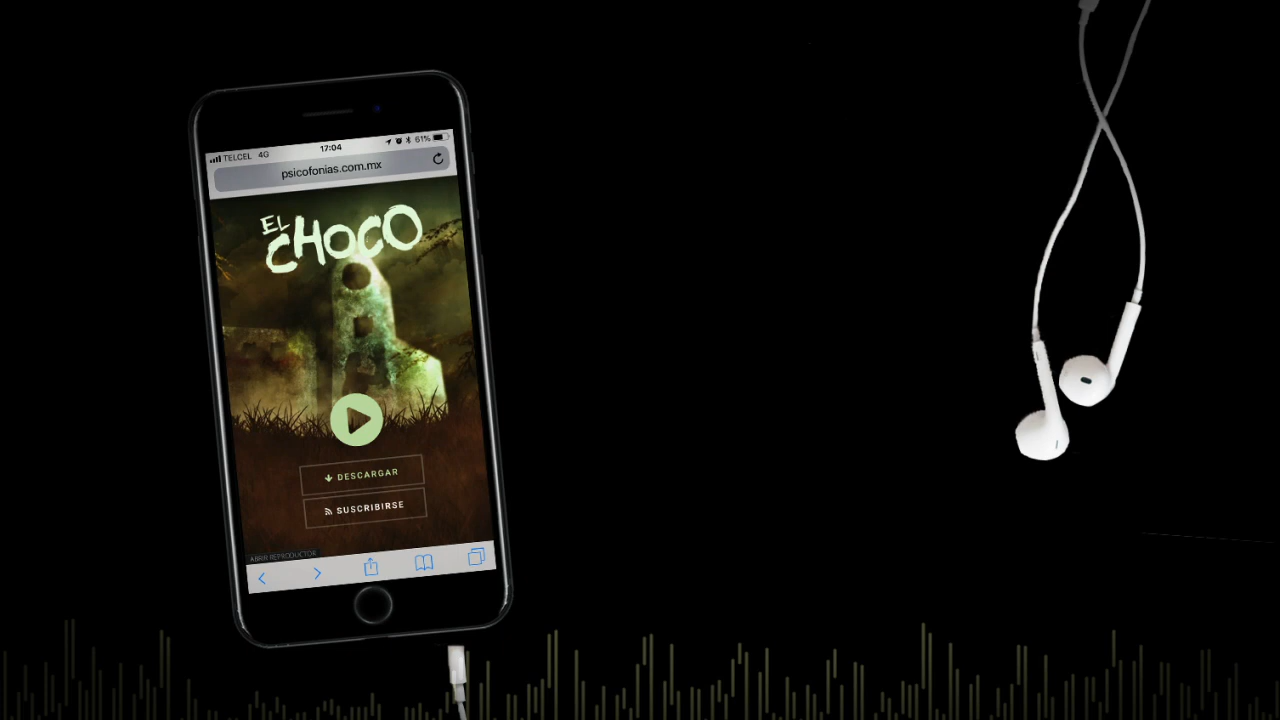 TELCEL 4G 17:04 61%
psicofonias.com.mx
EL
CHOCO
DESCARGAR
SUSCRIBIRSE
ABRIR REPRODUCTOR